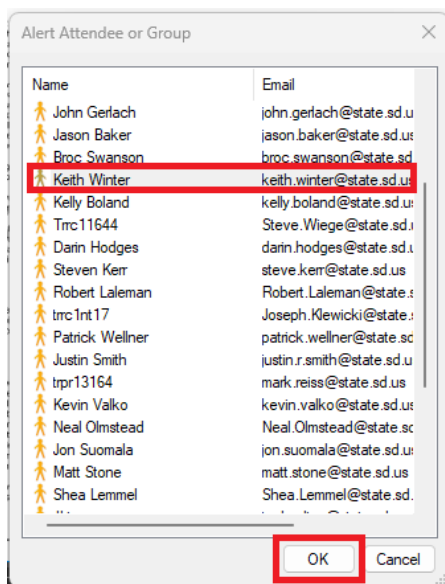 Alert Attendee or Group
Name Email
John Gerlach john.gerlach@state.sd.us
Jason Baker jason.baker@state.sd.us
Broc Swanson broc.swanson@state.sd
Keith Winter keith.winter@state.sd.us
Kelly Boland kelly.boland@state.sd.us
Trrc11644 Steve.Wiege@state.sd.u
Darin Hodges darin.hodges@state.sd.u
Steven Kerr steve.kerr@state.sd.us
Robert Laleman Robert.Laleman@state.s
trrc1nt17 Joseph.Klewicki@state.s
Patrick Wellner patrick.wellner@state.sd
Justin Smith justin.r.smith@state.sd.u
trpr13164 mark.reiss@state.sd.us
Kevin Valko kevin.valko@state.sd.us
Neal Olmstead Neal.Olmstead@state.sd
Jon Suomala jon.suomala@state.sd.us
Matt Stone matt.stone@state.sd.us
Shea Lemmel Shea.Lemmel@state.sd.
OK Cancel